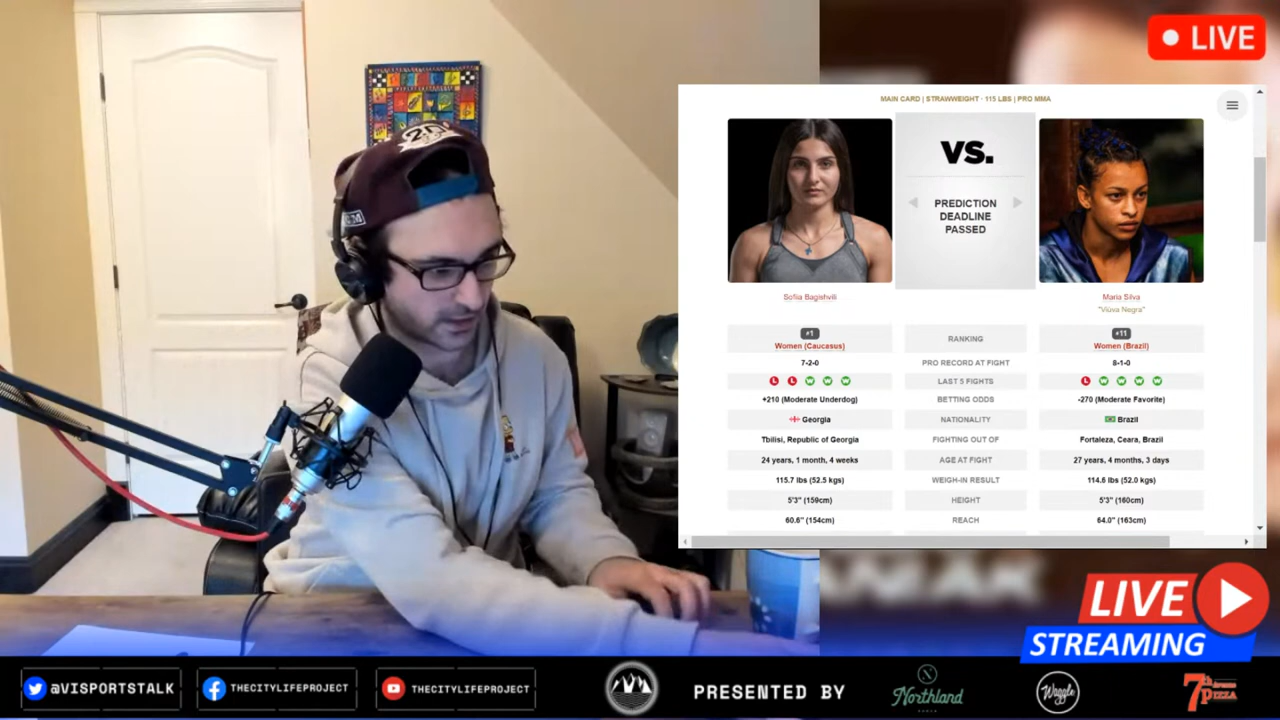 LIVE
MAIN CARD | STRAWWEIGHT · 115 LBS | PRO MMA
VS.
PREDICTION
DEADLINE
PASSED
Sofiia Bagishvili
Maria Silva
"Viúva Negra"
#1 RANKING #11
Women (Caucasus) Women (Brazil)
7-2-0 PRO RECORD AT FIGHT 8-1-0
L L W W W LAST 5 FIGHTS L W W W W
+210 (Moderate Underdog) BETTING ODDS -270 (Moderate Favorite)
Georgia NATIONALITY Brazil
Tbilisi, Republic of Georgia FIGHTING OUT OF Fortaleza, Ceara, Brazil
24 years, 1 month, 4 weeks AGE AT FIGHT 27 years, 4 months, 3 days
115.7 lbs (52.5 kgs) WEIGH-IN RESULT 114.6 lbs (52.0 kgs)
5'3" (159cm) HEIGHT 5'3" (160cm)
60.6" (154cm) REACH 64.0" (163cm)
LIVE
STREAMING
@VISPORTSTALK THECITYLIFEPROJECT THECITYLIFEPROJECT PRESENTED BY Northland Waggle 7th Avenue PIZZA